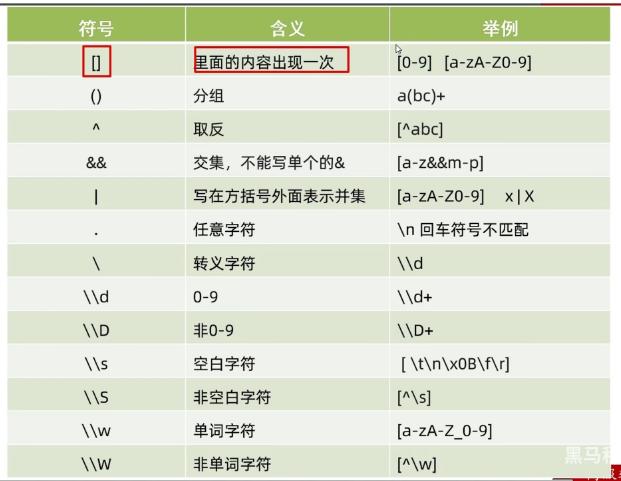 符号 含义 举例
[] 里面的内容出现一次 [0-9] [a-zA-Z0-9]
() 分组 a(bc)+
^ 取反 [^abc]
&& 交集，不能写单个的& [a-z&&m-p]
| 写在方括号外面表示并集 [a-zA-Z0-9] x|X
. 任意字符 \n 回车符号不匹配
\ 转义字符 \\d
\\d 0-9 \\d+
\\D 非0-9 \\D+
\\s 空白字符 [ \t\n\x0B\f\r]
\\S 非空白字符 [^\s]
\\w 单词字符 [a-zA-Z_0-9]
\\W 非单词字符 [^\w]
黑马